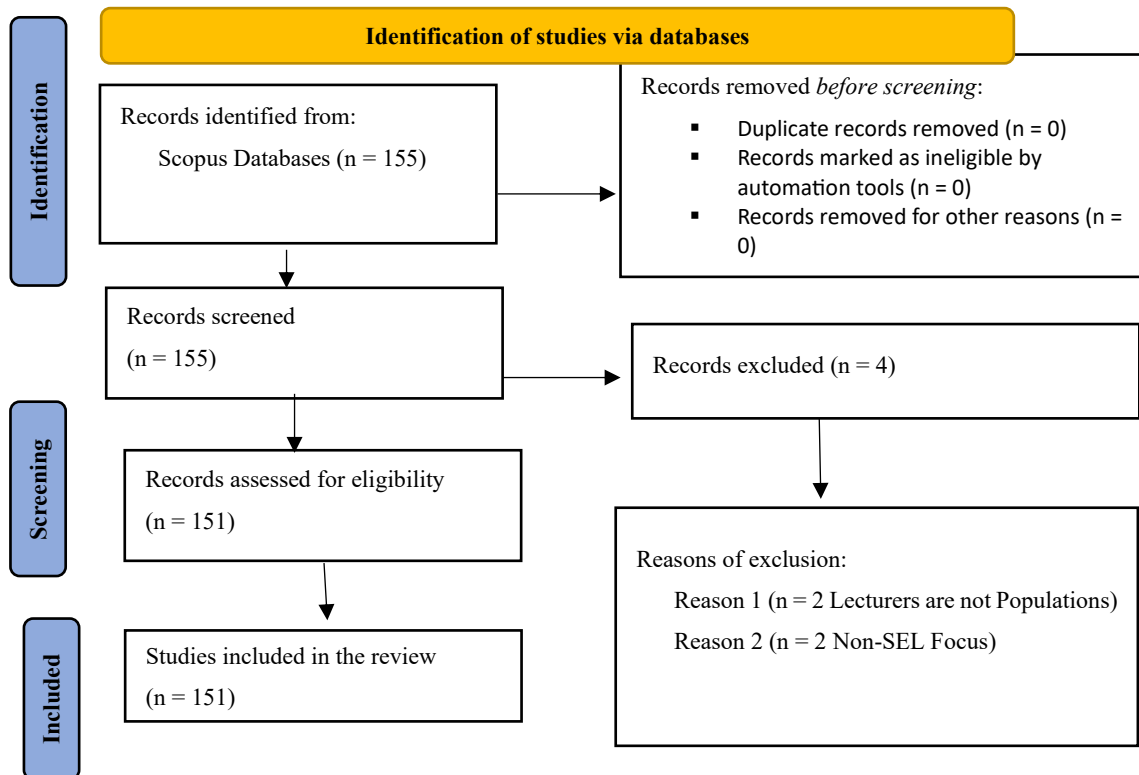 Identification of studies via databases
Identification
Records identified from:
Scopus Databases (n = 155)
Records removed before screening:
▪ Duplicate records removed (n = 0)
▪ Records marked as ineligible by
automation tools (n = 0)
▪ Records removed for other reasons (n =
0)
Screening
Records screened
(n = 155)
Records excluded (n = 4)
Records assessed for eligibility
(n = 151)
Reasons of exclusion:
Reason 1 (n = 2 Lecturers are not Populations)
Reason 2 (n = 2 Non-SEL Focus)
Included
Studies included in the review
(n = 151)